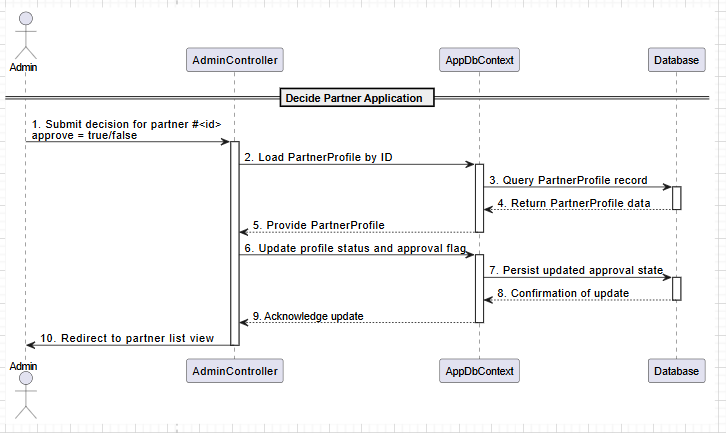 Admin
AdminController
AppDbContext
Database
Decide Partner Application
1. Submit decision for partner #<id>
approve = true/false
2. Load PartnerProfile by ID
3. Query PartnerProfile record
4. Return PartnerProfile data
5. Provide PartnerProfile
6. Update profile status and approval flag
7. Persist updated approval state
8. Confirmation of update
9. Acknowledge update
10. Redirect to partner list view
Admin
AdminController
AppDbContext
Database